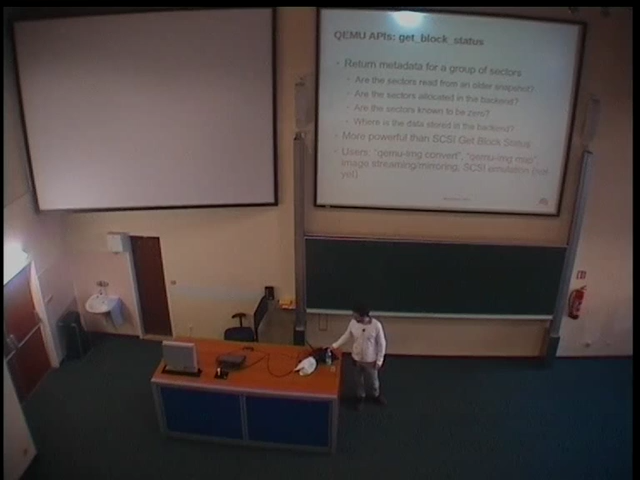 QEMU APIs: get_block_status
• Return metadata for a group of sectors
• Are the sectors read from an older snapshot?
• Are the sectors allocated in the backend?
• Are the sectors known to be zero?
• Where is the data stored in the backend?
• More powerful than SCSI Get Block Status
• Users: "qemu-img convert", "qemu-img map",
image streaming/mirroring, SCSI emulation (not
yet)